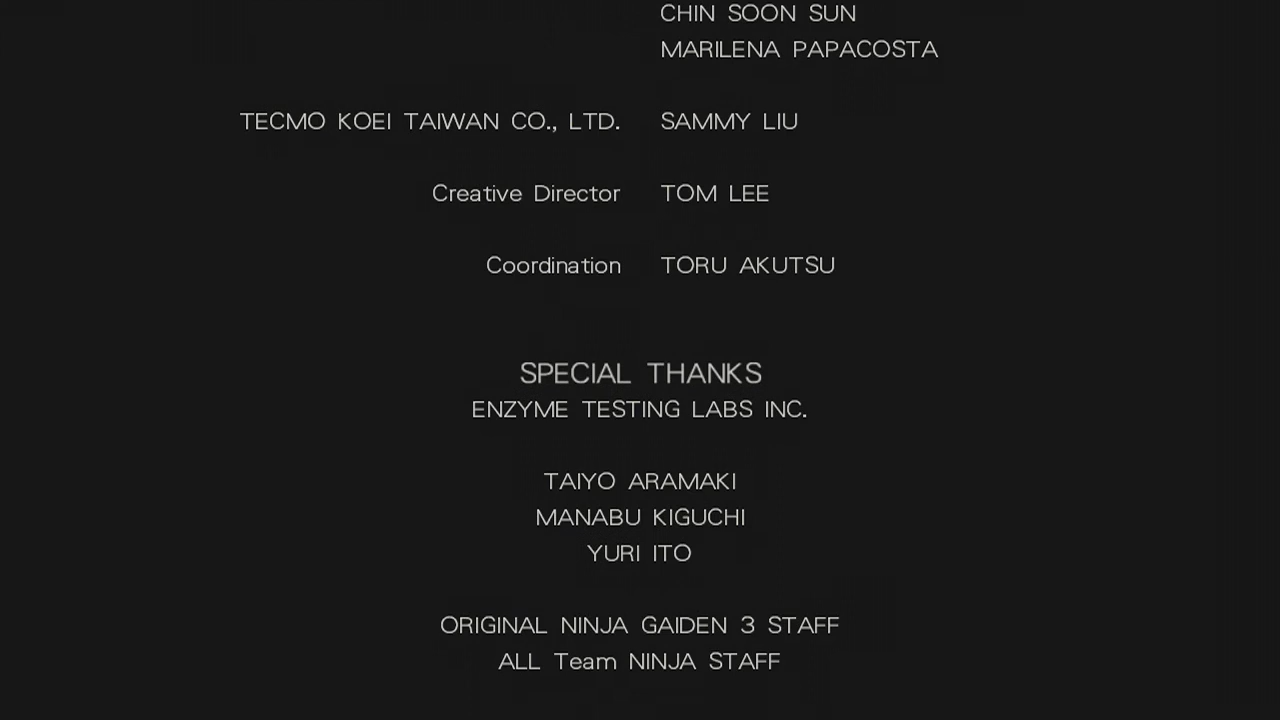 CHIN SOON SUN
MARILENA PAPACOSTA
TECMO KOEI TAIWAN CO., LTD. SAMMY LIU
Creative Director TOM LEE
Coordination TORU AKUTSU
SPECIAL THANKS
ENZYME TESTING LABS INC.
TAIYO ARAMAKI
MANABU KIGUCHI
YURI ITO
ORIGINAL NINJA GAIDEN 3 STAFF
ALL Team NINJA STAFF